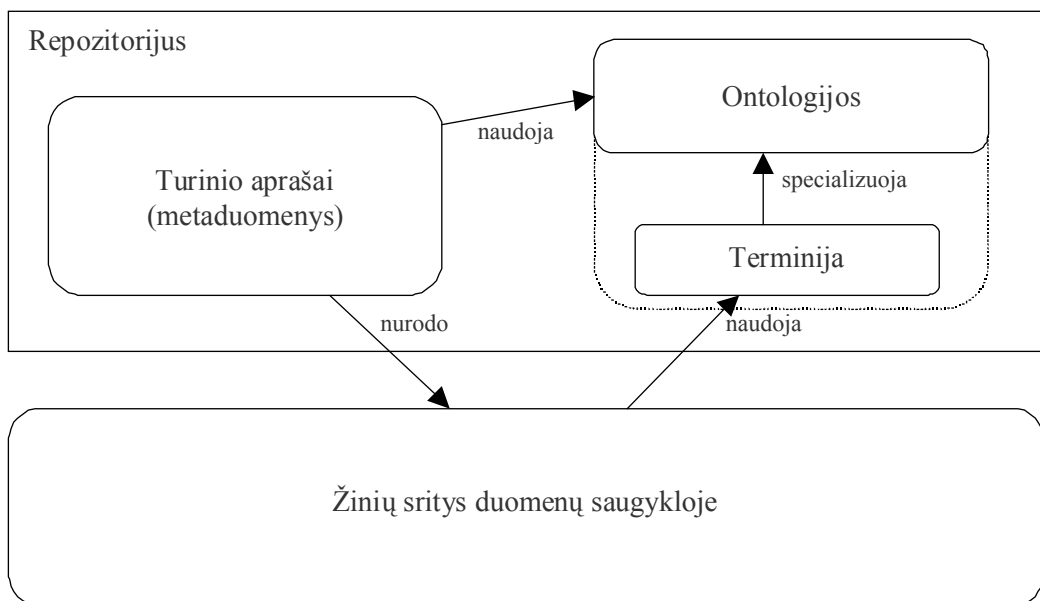 Repozitorijus
Ontologijos
naudoja
Turinio aprašai
(metaduomenys)
specializuoja
Terminija
nurodo
naudoja
Žinių sritys duomenų saugykloje